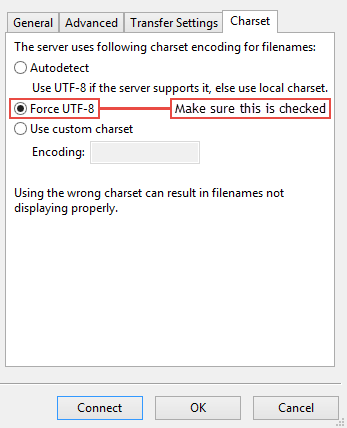 General Advanced Transfer Settings Charset
The server uses following charset encoding for filenames:
Autodetect
Use UTF-8 if the server supports it, else use local charset.
Force UTF-8 Make sure this is checked
Use custom charset
Encoding:
Using the wrong charset can result in filenames not
displaying properly.
Connect OK Cancel